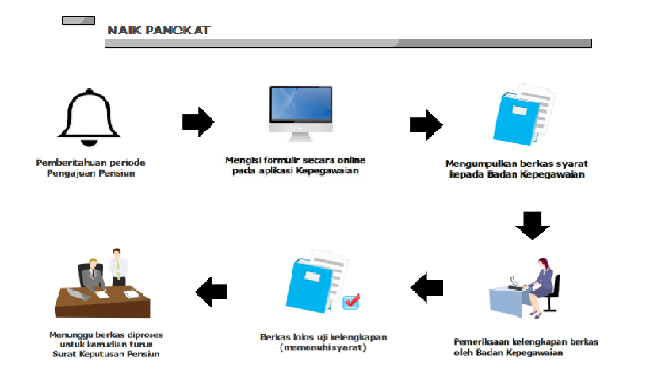 NAIK PANGKAT
Pemberitahuan periode
Pengajuan Pensiun
Mengisi formulir secara online
pada aplikasi Kepegawaian
Mengumpulkan berkas syarat
kepada Badan Kepegawaian
Menunggu berkas diproses
untuk kemudian turun
Surat Keputusan Pensiun
Berkas lolos uji kelengkapan
(memenuhi syarat)
Pemeriksaan kelengkapan berkas
oleh Badan Kepegawaian